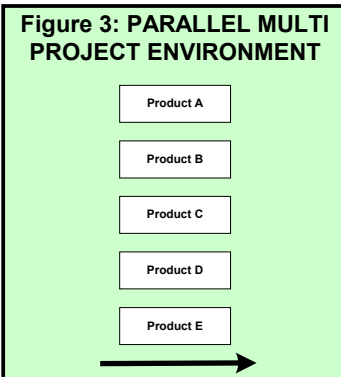 Figure 3: PARALLEL MULTI
PROJECT ENVIRONMENT
Product A
Product B
Product C
Product D
Product E